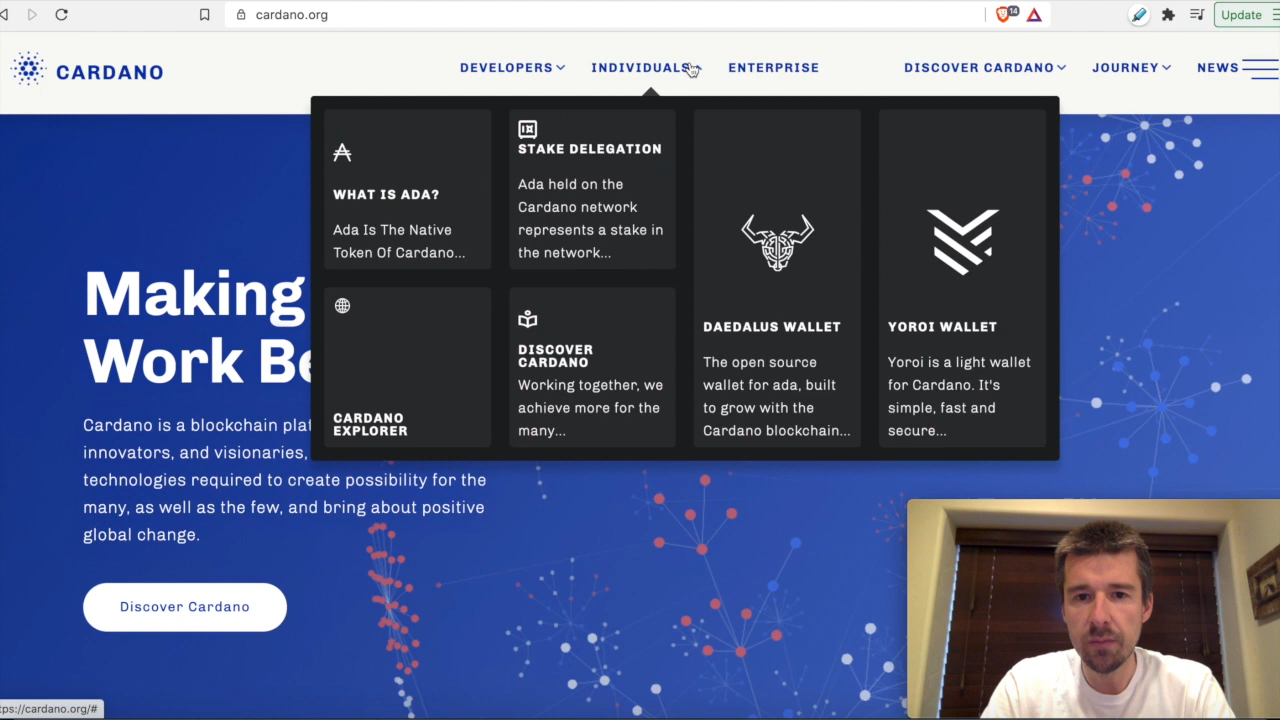 cardano.org
14
Update
CARDANO
DEVELOPERS
INDIVIDUALS
ENTERPRISE
DISCOVER CARDANO
JOURNEY
NEWS
WHAT IS ADA?
Ada Is The Native
Token Of Cardano...
STAKE DELEGATION
Ada held on the
Cardano network
represents a stake in
the network...
CARDANO
EXPLORER
DISCOVER
CARDANO
Working together, we
achieve more for the
many...
DAEDALUS WALLET
The open source
wallet for ada, built
to grow with the
Cardano blockchain...
YOROI WALLET
Yoroi is a light wallet
for Cardano. It's
simple, fast and
secure...
Making
Work Be
Cardano is a blockchain plat
innovators, and visionaries,
technologies required to create possibility for the
many, as well as the few, and bring about positive
global change.
Discover Cardano
tps://cardano.org/#